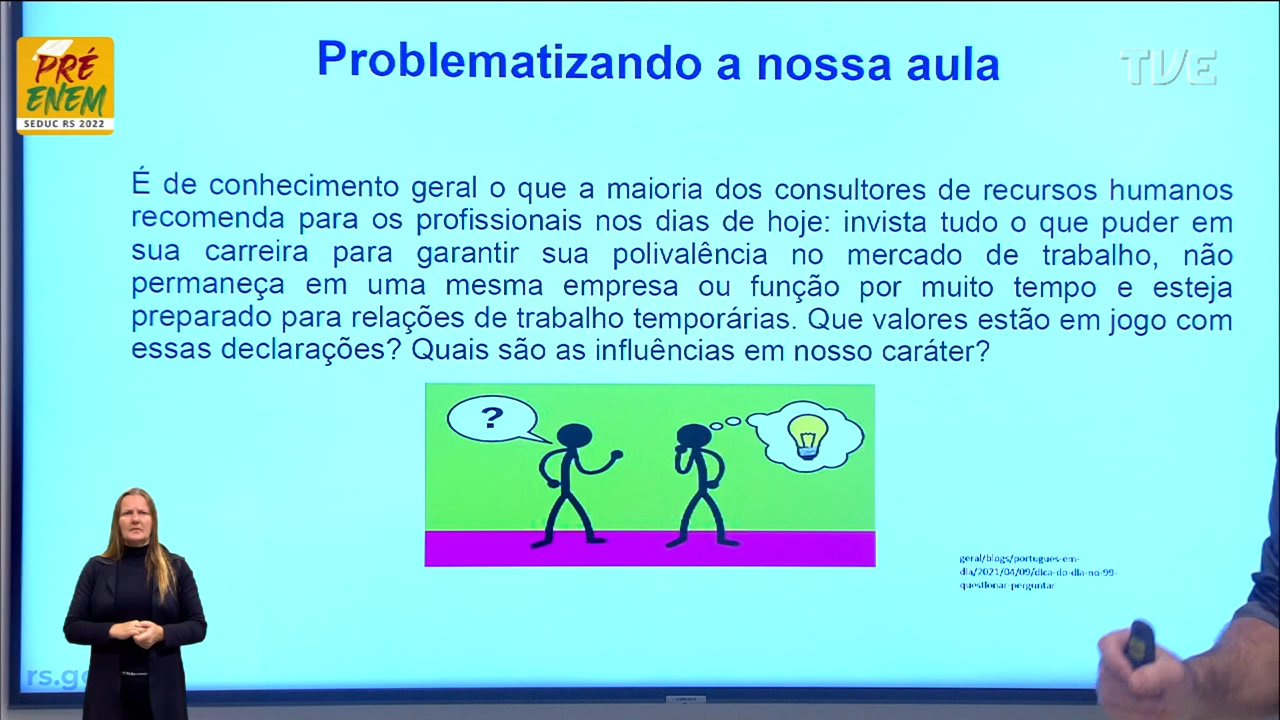 PRÉ
ENEM
SEDUC RS 2022
Problematizando a nossa aula
TVE
É de conhecimento geral o que a maioria dos consultores de recursos humanos
recomenda para os profissionais nos dias de hoje: invista tudo o que puder em
sua carreira para garantir sua polivalência no mercado de trabalho, não
permaneça em uma mesma empresa ou função por muito tempo e esteja
preparado para relações de trabalho temporárias. Que valores estão em jogo com
essas declarações? Quais são as influências em nosso caráter?
?
geral/blogs/portugues-em-
dia/2021/04/09/dica-do-dia-no-99-
questionar-perguntar
rs.go